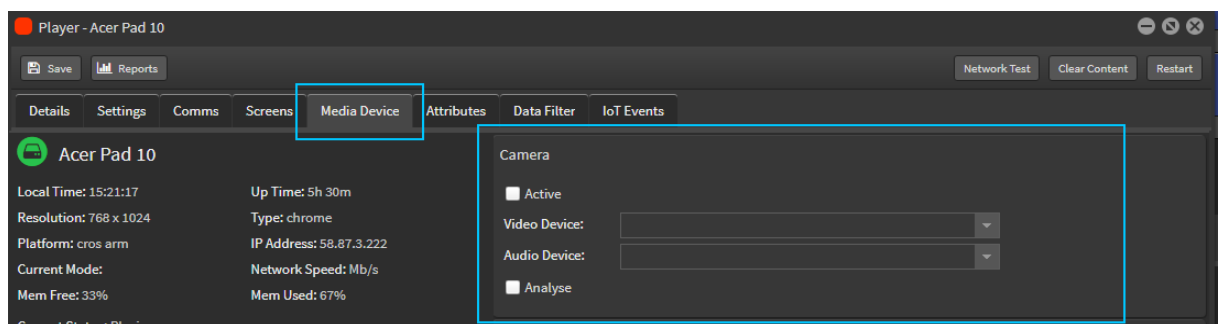 Player - Acer Pad 10
Save Reports Network Test Clear Content Restart
Details Settings Comms Screens Media Device Attributes Data Filter IoT Events
Acer Pad 10
Local Time: 15:21:17 Up Time: 5h 30m
Resolution: 768 x 1024 Type: chrome
Platform: cros arm IP Address: 58.87.3.222
Current Mode: Network Speed: Mb/s
Mem Free: 33% Mem Used: 67%
Camera
Active
Video Device:
Audio Device:
Analyse